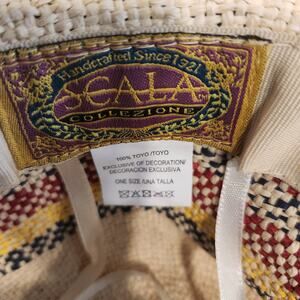 Handcrafted Since 1921
SCALA
COLLEZIONE
100% TOYO/TOYO
EXCLUSIVE OF DECORATION/
DECORACION EXCLUSIVA
ONE SIZE/UNA TALLA